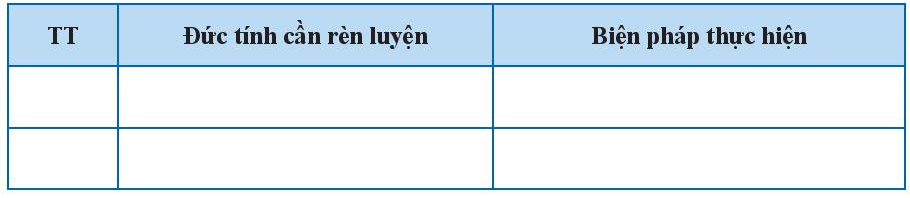 TT Đức tính cần rèn luyện Biện pháp thực hiện